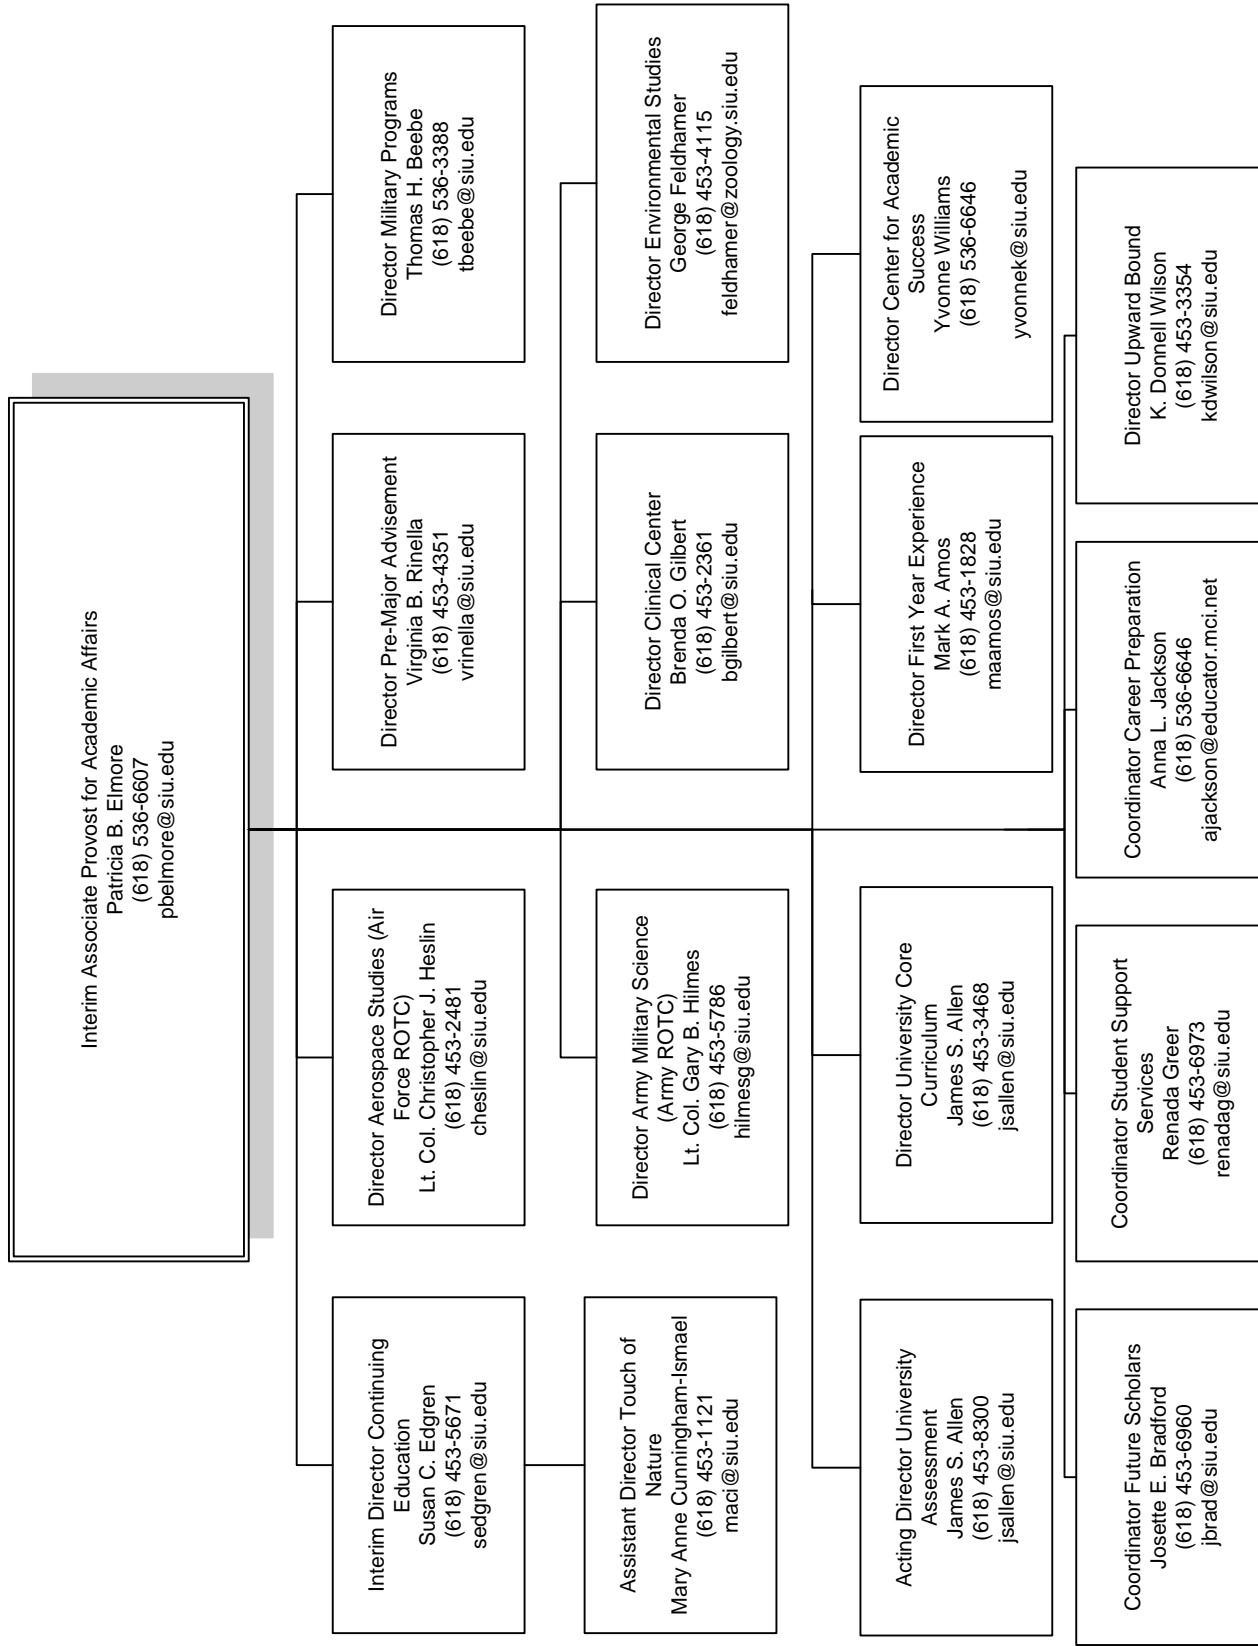 Interim Associate Provost for Academic Affairs
Patricia B. Elmore
(618) 536-6607
pbelmore@siu.edu
Interim Director Continuing
Education
Susan C. Edgren
(618) 453-5671
sedgren@siu.edu
Director Aerospace Studies (Air
Force ROTC)
Lt. Col. Christopher J. Heslin
(618) 453-2481
cheslin@siu.edu
Director Pre-Major Advisement
Virginia B. Rinella
(618) 453-4351
vrinella@siu.edu
Director Military Programs
Thomas H. Beebe
(618) 536-3388
tbeebe@siu.edu
Assistant Director Touch of
Nature
Mary Anne Cunningham-Ismael
(618) 453-1121
maci@siu.edu
Director Army Military Science
(Army ROTC)
Lt. Col. Gary B. Hilmes
(618) 453-5786
hilmesg@siu.edu
Director Clinical Center
Brenda O. Gilbert
(618) 453-2361
bgilbert@siu.edu
Director Environmental Studies
George Feldhamer
(618) 453-4115
feldhamer@zoology.siu.edu
Acting Director University
Assessment
James S. Allen
(618) 453-8300
jsallen@siu.edu
Director University Core
Curriculum
James S. Allen
(618) 453-3468
jsallen@siu.edu
Director First Year Experience
Mark A. Amos
(618) 453-1828
maamos@siu.edu
Director Center for Academic
Success
Yvonne Williams
(618) 536-6646
yvonnek@siu.edu
Coordinator Future Scholars
Josette E. Bradford
(618) 453-6960
jbrad@siu.edu
Coordinator Student Support
Services
Renada Greer
(618) 453-6973
renadag@siu.edu
Coordinator Career Preparation
Anna L. Jackson
(618) 536-6646
ajackson@educator.mci.net
Director Upward Bound
K. Donnell Wilson
(618) 453-3354
kdwilson@siu.edu